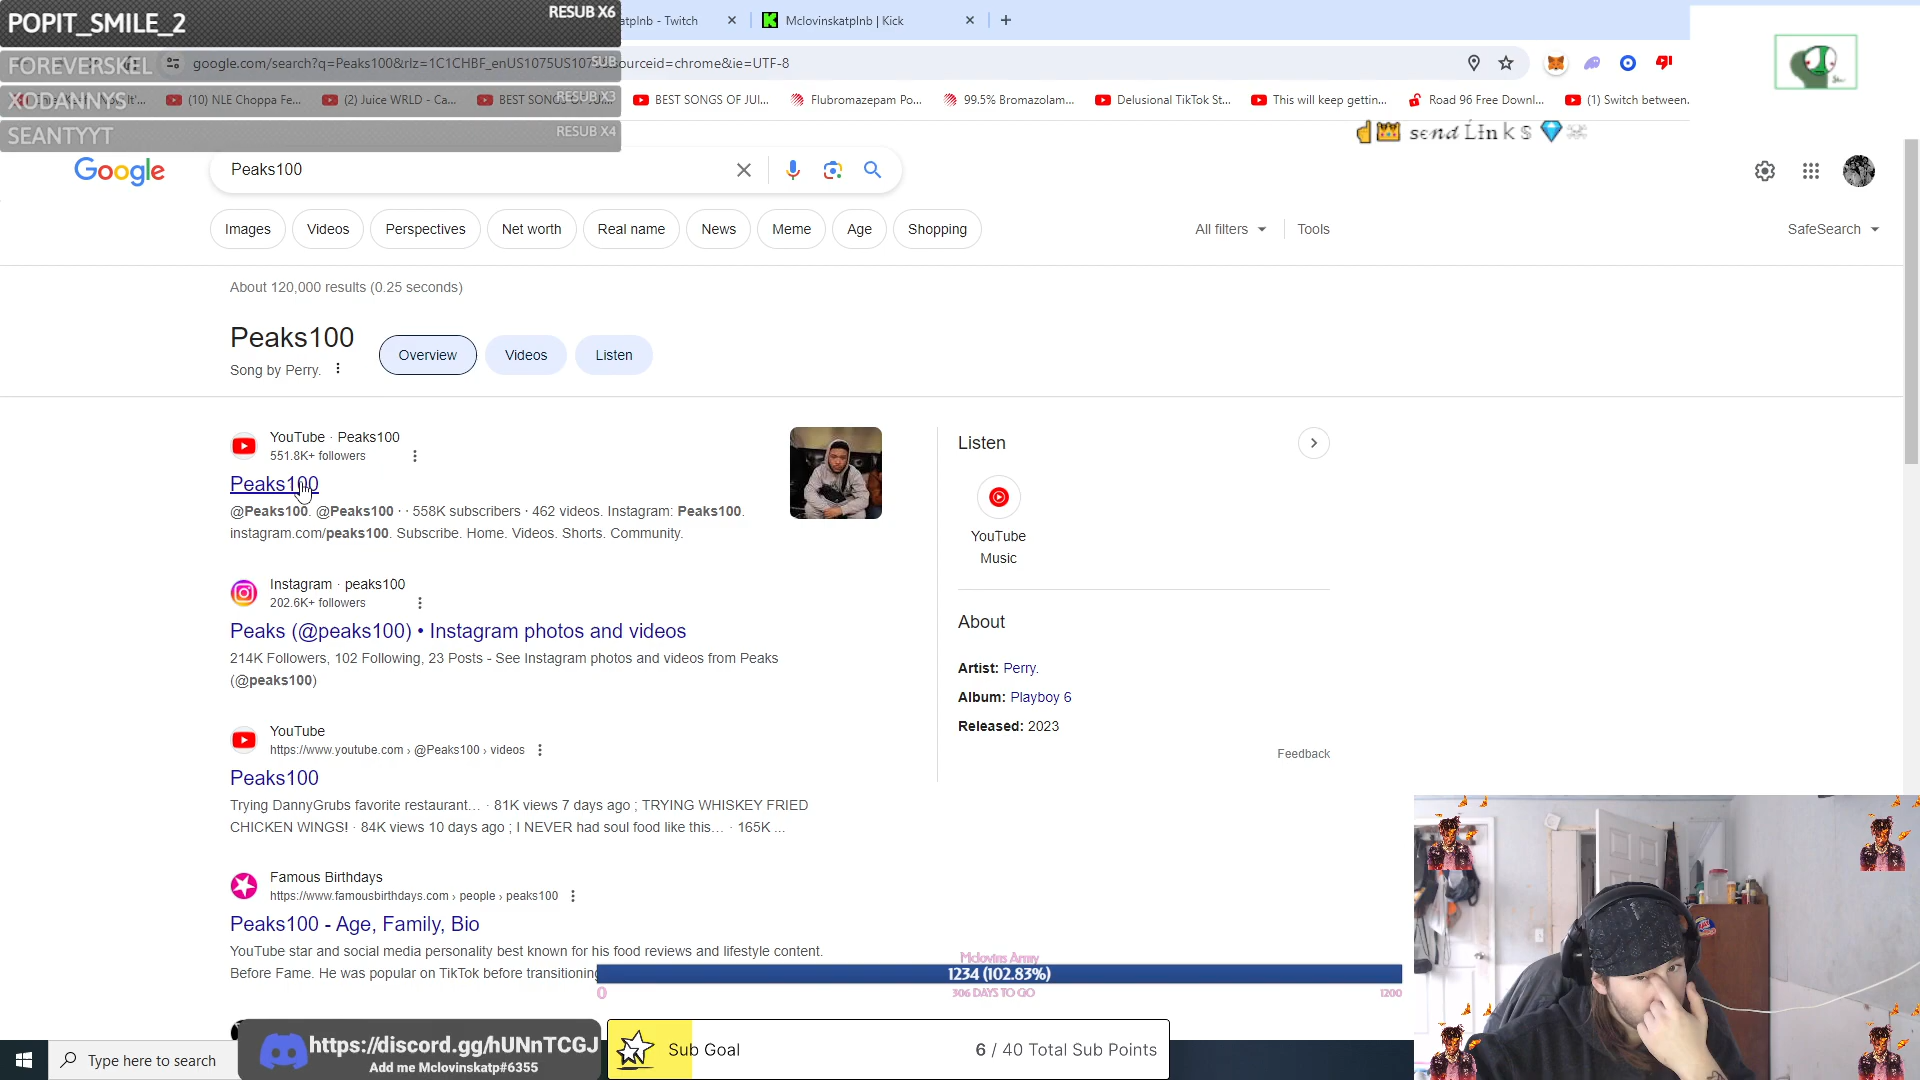 POPIT_SMILE_2
RESUB X6
atplnb - Twitch
Mclovinskatplnb | Kick
FOREVERSKEL
SUB
google.com/search?q=Peaks100&rlz=1C1CHBF_enUS1075US107
sourceid=chrome&ie=UTF-8
XODANNYS
RESUB X3
(10) NLE Choppa Fe...
(2) Juice WRLD - Ca...
BEST SONGS OF JUI...
Flubromazepam Po...
99.5% Bromazolam...
Delusional TikTok St...
This will keep gettin...
Road 96 Free Downl...
(1) Switch between.
SEANTYYT
RESUB X4
send Links
Google
Peaks100
Images
Videos
Perspectives
Net worth
Real name
News
Meme
Age
Shopping
All filters
Tools
SafeSearch
About 120,000 results (0.25 seconds)
Peaks100
Song by Perry.
Overview
Videos
Listen
YouTube · Peaks100
551.8K+ followers
Peaks100
@Peaks100. @Peaks100 · · 558K subscribers · 462 videos. Instagram: Peaks100.
instagram.com/peaks100. Subscribe. Home. Videos. Shorts. Community.
Instagram · peaks100
202.6K+ followers
Peaks (@peaks100) • Instagram photos and videos
214K Followers, 102 Following, 23 Posts - See Instagram photos and videos from Peaks
(@peaks100)
YouTube
https://www.youtube.com › @Peaks100 › videos
Peaks100
Trying DannyGrubs favorite restaurant... · 81K views 7 days ago ; TRYING WHISKEY FRIED
CHICKEN WINGS! · 84K views 10 days ago ; I NEVER had soul food like this... · 165K ...
Famous Birthdays
https://www.famousbirthdays.com › people › peaks100
Peaks100 - Age, Family, Bio
YouTube star and social media personality best known for his food reviews and lifestyle content.
Before Fame. He was popular on TikTok before transitioning
Listen
YouTube
Music
About
Artist: Perry.
Album: Playboy 6
Released: 2023
Feedback
Mclovins Army
1234 (102.83%)
0
306 DAYS TO GO
1200
Type here to search
https://discord.gg/hUNnTCGJ
Add me Mclovinskatp#6355
Sub Goal
6 / 40 Total Sub Points